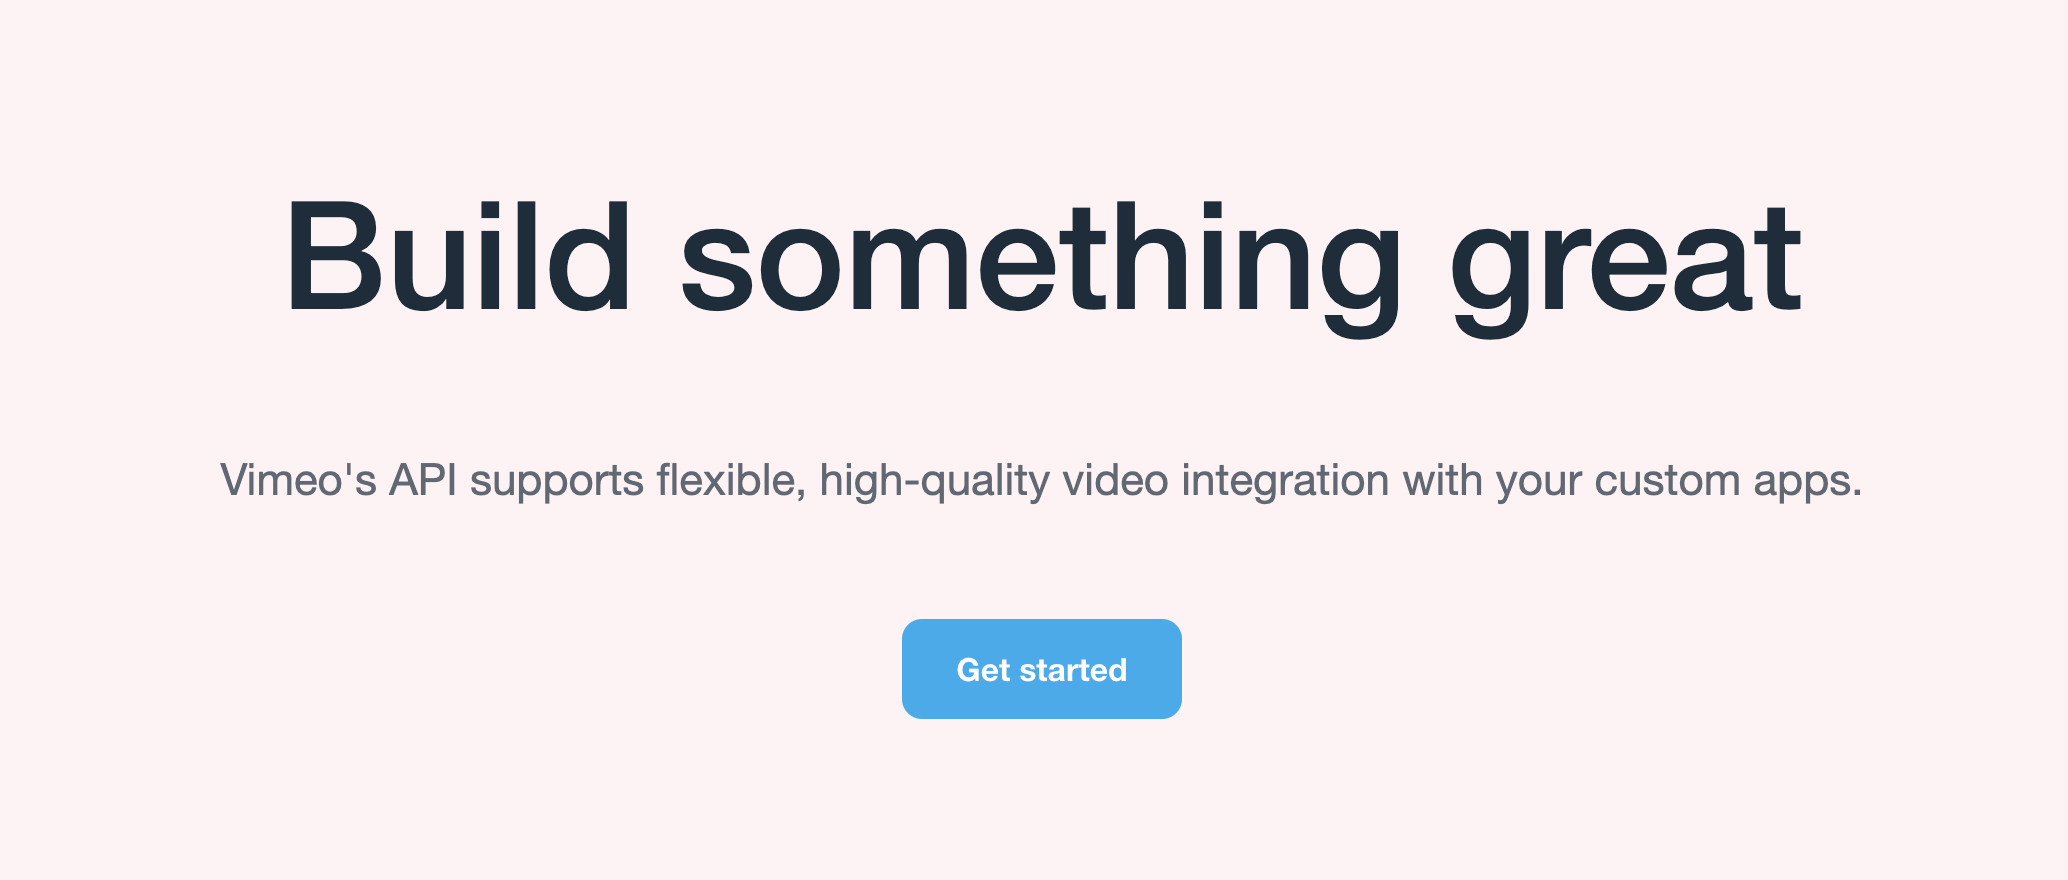 Build something great
Vimeo's API supports flexible, high-quality video integration with your custom apps.
Get started